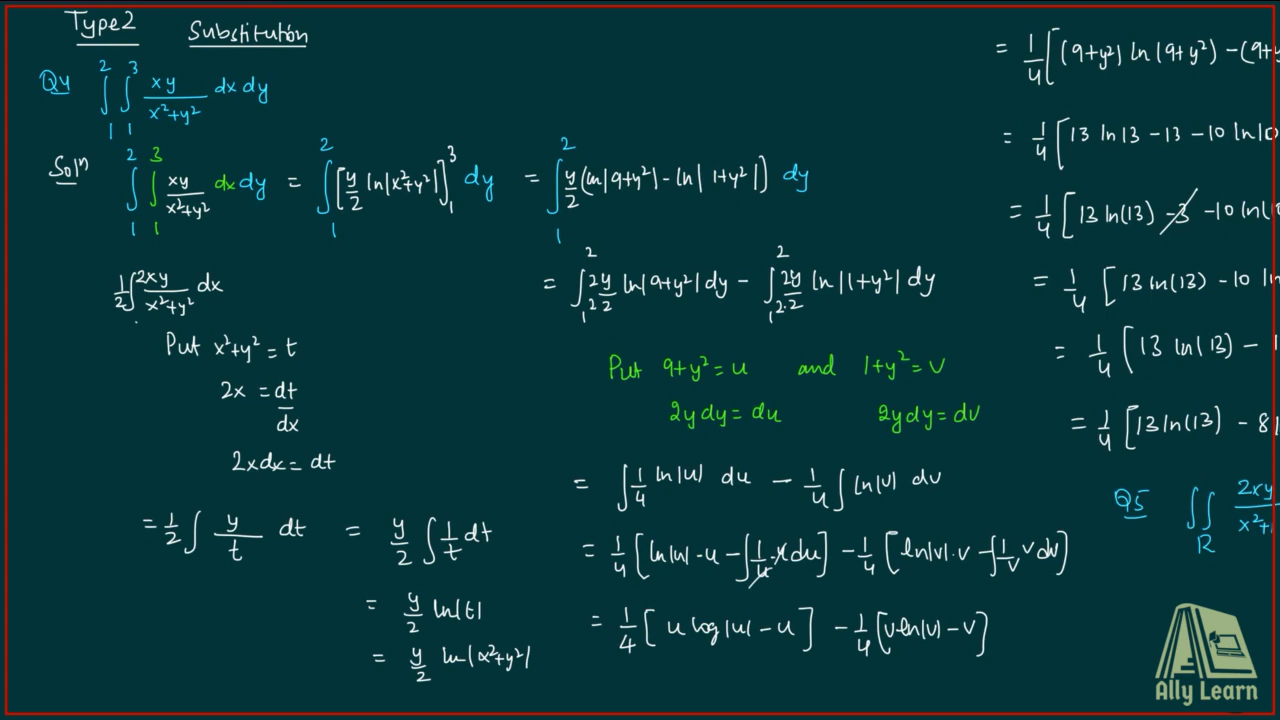 Type2 Substitution
Q4 ∫₁² ∫₁³ xy/(x²+y²) dx dy
Solⁿ ∫₁² ∫₁³ xy/(x²+y²) dx dy = ∫₁² [y/2 ln|x²+y²|]₁³ dy = ∫₁² y/2 (ln|9+y²| - ln|1+y²|) dy
1/2 ∫ 2xy/(x²+y²) dx
Put x²+y² = t
2x = dt/dx
2xdx = dt
= 1/2 ∫ y/t dt = y/2 ∫ 1/t dt
= y/2 ln|t|
= y/2 ln|x²+y²|
= ∫₁² 2y/2·2 ln|9+y²| dy - ∫₁² 2y/2·2 ln|1+y²| dy
Put 9+y² = u and 1+y² = v
2y dy = du 2y dy = dv
= ∫ 1/4 ln|u| du - 1/4 ∫ ln|v| dv
= 1/4 [ln|u|·u - ∫ 1/u·u du] - 1/4 [ln|v|·v - ∫ 1/v v dv]
= 1/4 [u log|u| - u] - 1/4 [v ln|v| - v]
= 1/4 [(9+y²) ln|9+y²| - (9+y
= 1/4 [13 ln13 - 13 - 10 ln10
= 1/4 [13 ln(13) - 3 - 10 ln(10
= 1/4 [13 ln(13) - 10 ln
= 1/4 [13 ln(13) -
= 1/4 [13 ln(13) - 8
Q5 ∬ 2xy/x²+
R
Ally Learn